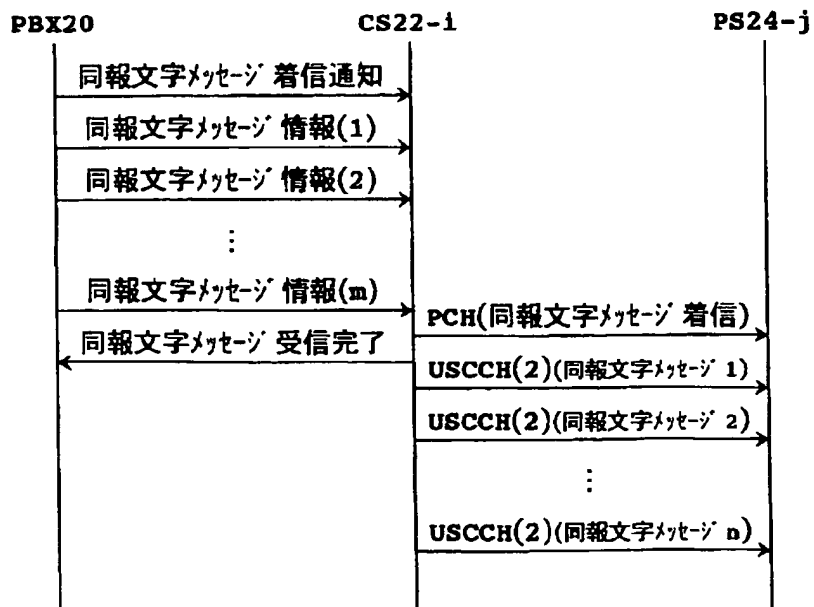 PBX20 CS22-i PS24-j
同報文字ﾒｯｾｰｼﾞ 着信通知
同報文字ﾒｯｾｰｼﾞ 情報(1)
同報文字ﾒｯｾｰｼﾞ 情報(2)
⋮
同報文字ﾒｯｾｰｼﾞ 情報(m)
PCH(同報文字ﾒｯｾｰｼﾞ 着信)
同報文字ﾒｯｾｰｼﾞ 受信完了
USCCH(2)(同報文字ﾒｯｾｰｼﾞ 1)
USCCH(2)(同報文字ﾒｯｾｰｼﾞ 2)
⋮
USCCH(2)(同報文字ﾒｯｾｰｼﾞ n)